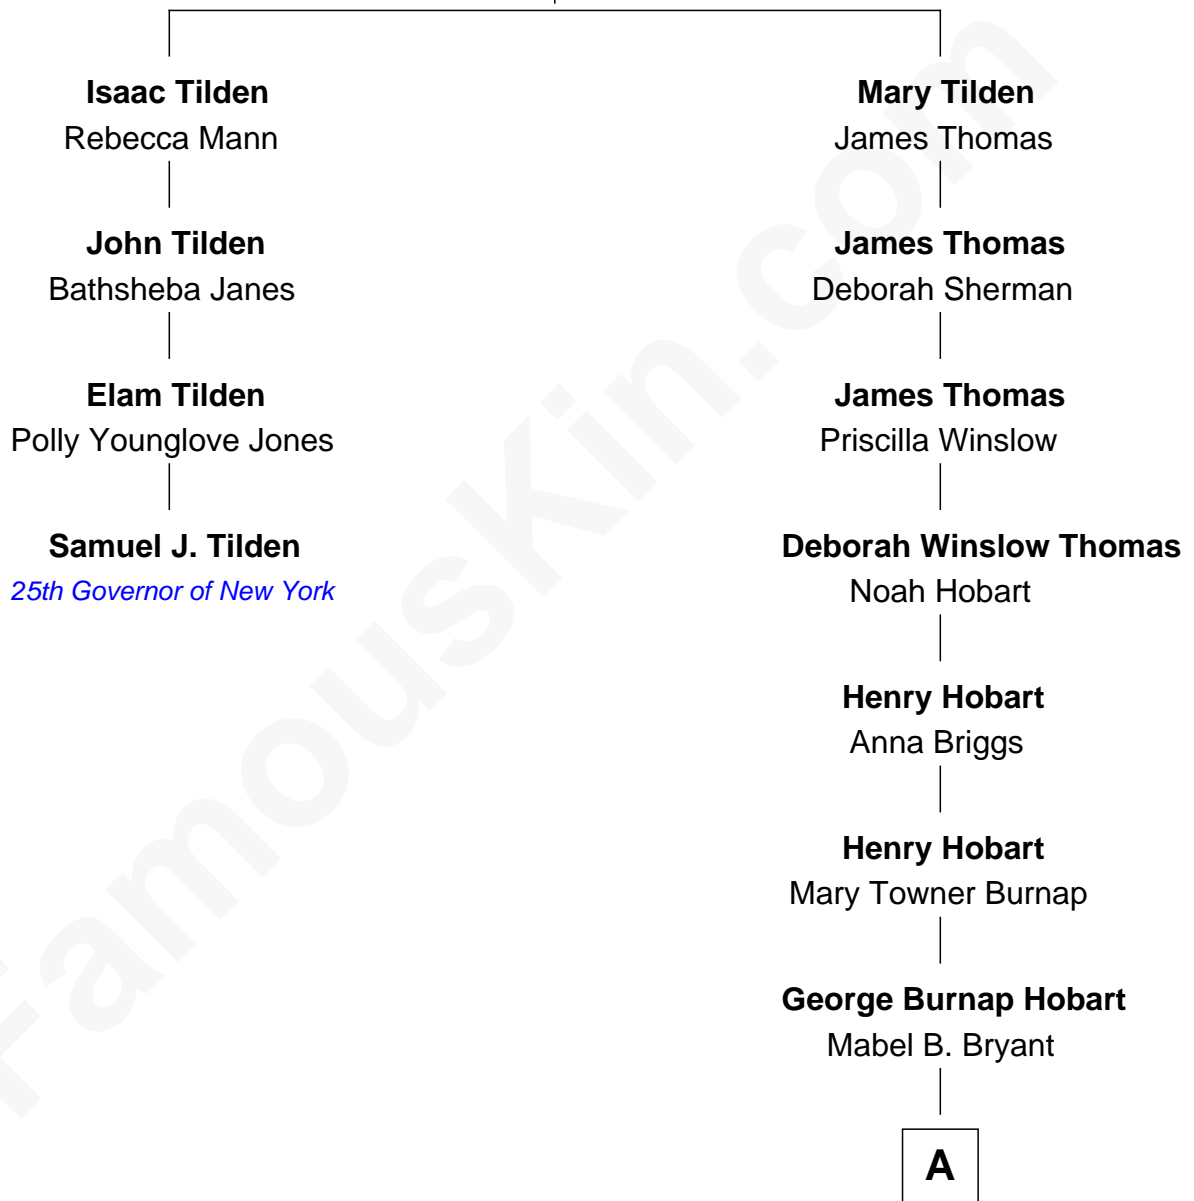 Isaac Tilden
Rebecca Mann
John Tilden
Bathsheba Janes
Elam Tilden
Polly Younglove Jones
Samuel J. Tilden
25th Governor of New York
Mary Tilden
James Thomas
James Thomas
Deborah Sherman
James Thomas
Priscilla Winslow
Deborah Winslow Thomas
Noah Hobart
Henry Hobart
Anna Briggs
Henry Hobart
Mary Towner Burnap
George Burnap Hobart
Mabel B. Bryant
A
FamousKin.com